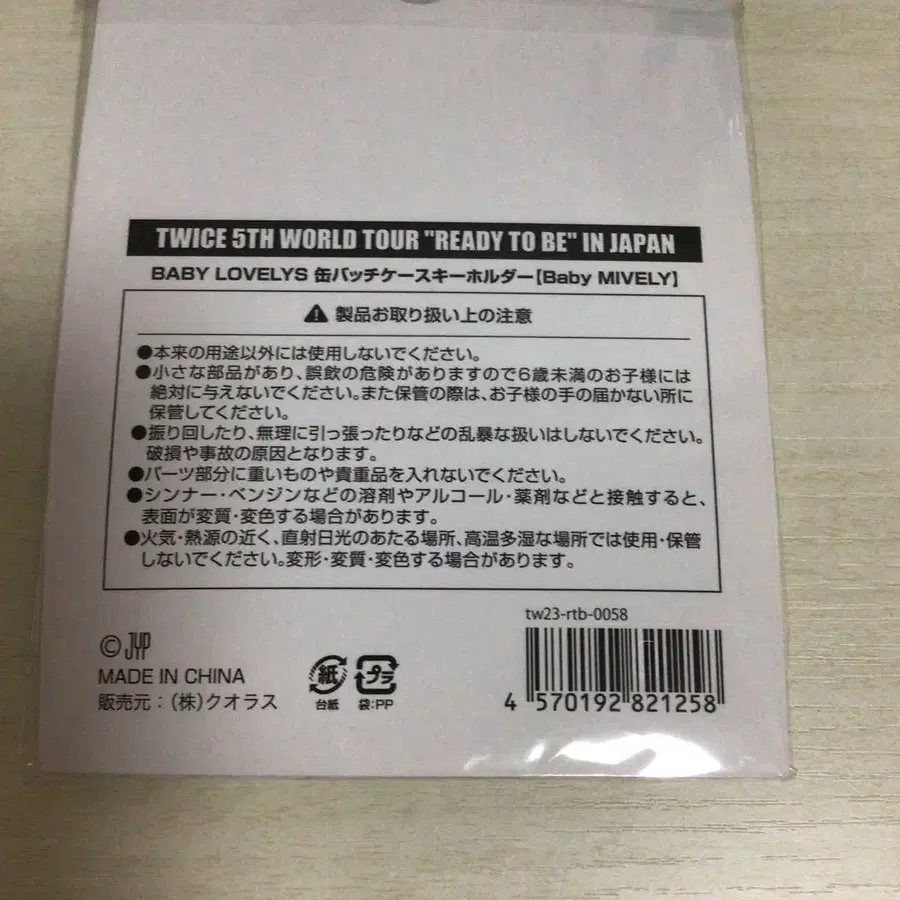 TWICE 5TH WORLD TOUR "READY TO BE" IN JAPAN
BABY LOVELYS 缶バッチケースキーホルダー【Baby MIVELY】
製品お取り扱い上の注意
●本来の用途以外には使用しないでください。
●小さな部品があり、誤飲の危険がありますので6歳未満のお子様には
絶対に与えないでください。また保管の際は、お子様の手の届かない所に
保管してください。
●振り回したり、無理に引っ張ったりなどの乱暴な扱いはしないでください。
破損や事故の原因となります。
●パーツ部分に重いものや貴重品を入れないでください。
●シンナー・ベンジンなどの溶剤やアルコール・薬剤などと接触すると、
表面が変質・変色する場合があります。
●火気・熱源の近く、直射日光のあたる場所、高温多湿な場所では使用・保管
しないでください。変形・変質・変色する場合があります。
tw23-rtb-0058
© JYP
MADE IN CHINA
販売元：(株)クオラス
紙
台紙
プラ
袋:PP
4 570192 821258